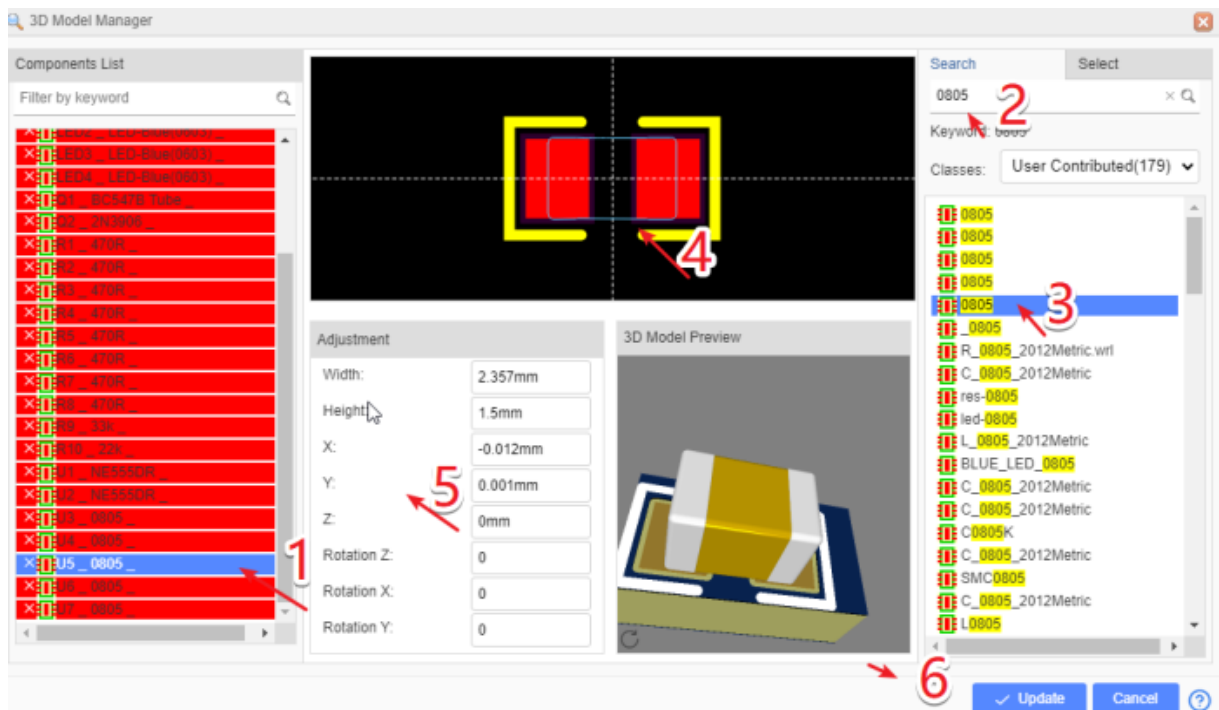 3D Model Manager
Components List
Filter by keyword
LED2 _ LED-Blue(0603) _
LED3 _ LED-Blue(0603) _
LED4 _ LED-Blue(0603) _
Q1 _ BC547B Tube _
Q2 _ 2N3906 _
R1 _ 470R _
R2 _ 470R _
R3 _ 470R _
R4 _ 470R _
R5 _ 470R _
R6 _ 470R _
R7 _ 470R _
R8 _ 470R _
R9 _ 33k _
R10 _ 22k _
U1 _ NE555DR _
U2 _ NE555DR _
U3 _ 0805 _
U4 _ 0805 _
U5 _ 0805 _
U6 _ 0805 _
U7 _ 0805 _
1
4
Adjustment
Width: 2.357mm
Height: 1.5mm
X: -0.012mm
Y: 0.001mm
Z: 0mm
Rotation Z: 0
Rotation X: 0
Rotation Y: 0
5
3D Model Preview
Search Select
0805
2
Keyword: 0805
Classes: User Contributed(179)
0805
0805
0805
0805
0805
3
_0805
R_0805_2012Metric.wrl
C_0805_2012Metric
res-0805
led-0805
L_0805_2012Metric
BLUE_LED_0805
C_0805_2012Metric
C_0805_2012Metric
C0805K
C_0805_2012Metric
SMC0805
C_0805_2012Metric
L0805
6
Update Cancel ?